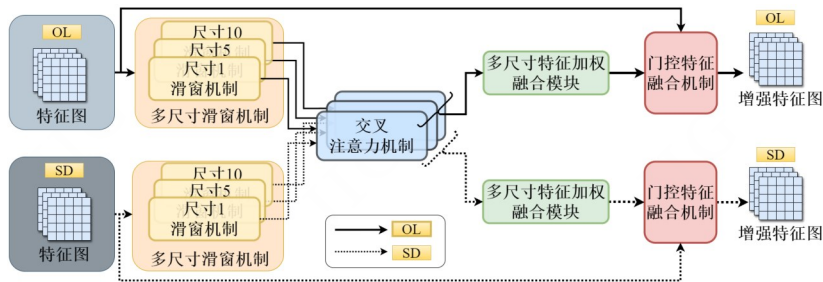 OL
特征图
尺寸10
尺寸5
尺寸1
滑窗机制
多尺寸滑窗机制
交叉
注意力机制
多尺寸特征加权
融合模块
门控特征
融合机制
OL
增强特征图
SD
特征图
尺寸10
尺寸5
尺寸1
滑窗机制
多尺寸滑窗机制
多尺寸特征加权
融合模块
门控特征
融合机制
SD
增强特征图
OL
SD